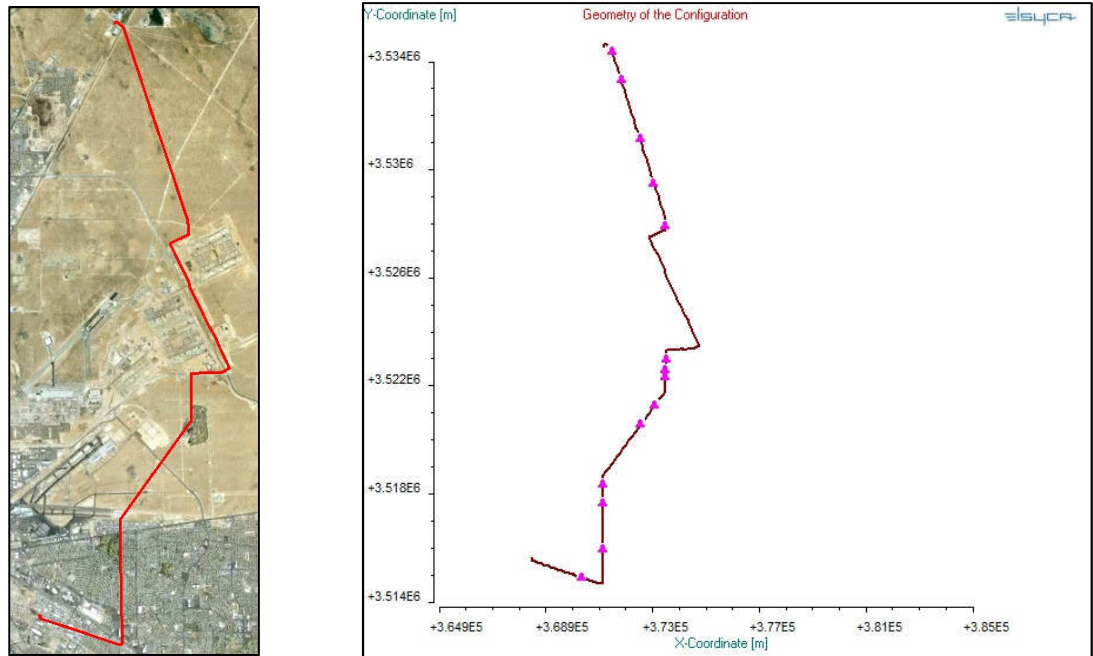 Y-Coordinate [m]
Geometry of the Configuration
elsyca
+3.534E6
+3.53E6
+3.526E6
+3.522E6
+3.518E6
+3.514E6
+3.649E5
+3.689E5
+3.73E5
+3.77E5
+3.81E5
+3.85E5
X-Coordinate [m]